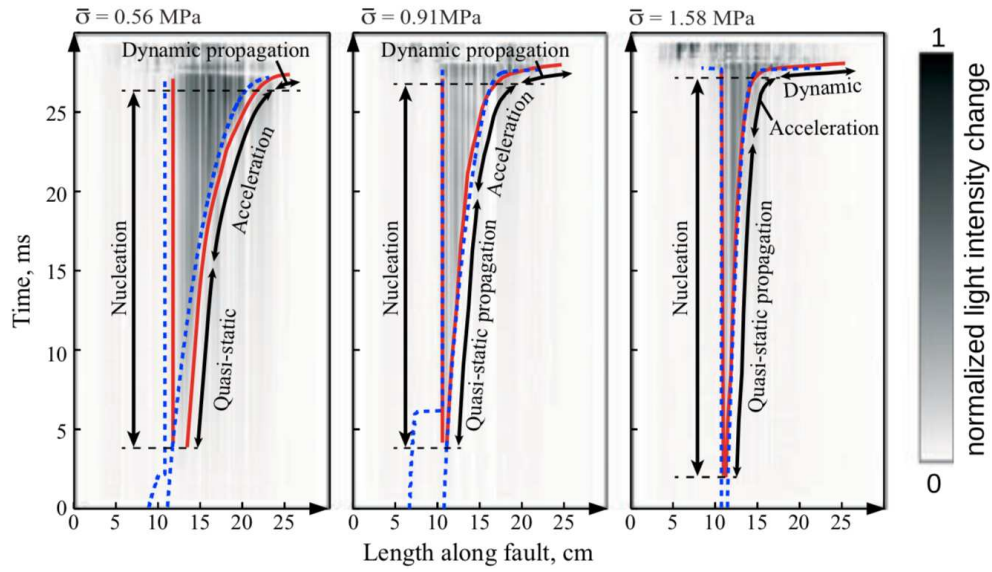 σ̅ = 0.56 MPa
σ̅ = 0.91MPa
σ̅ = 1.58 MPa
Time, ms
25
20
15
10
5
0
Dynamic propagation
Nucleation
Acceleration
Quasi-static
0 5 10 15 20 25
Dynamic propagation
Nucleation
Acceleration
Quasi-static propagation
0 5 10 15 20 25
Dynamic
Acceleration
Nucleation
Quasi-static propagation
0 5 10 15 20 25
Length along fault, cm
1
normalized light intensity change
0